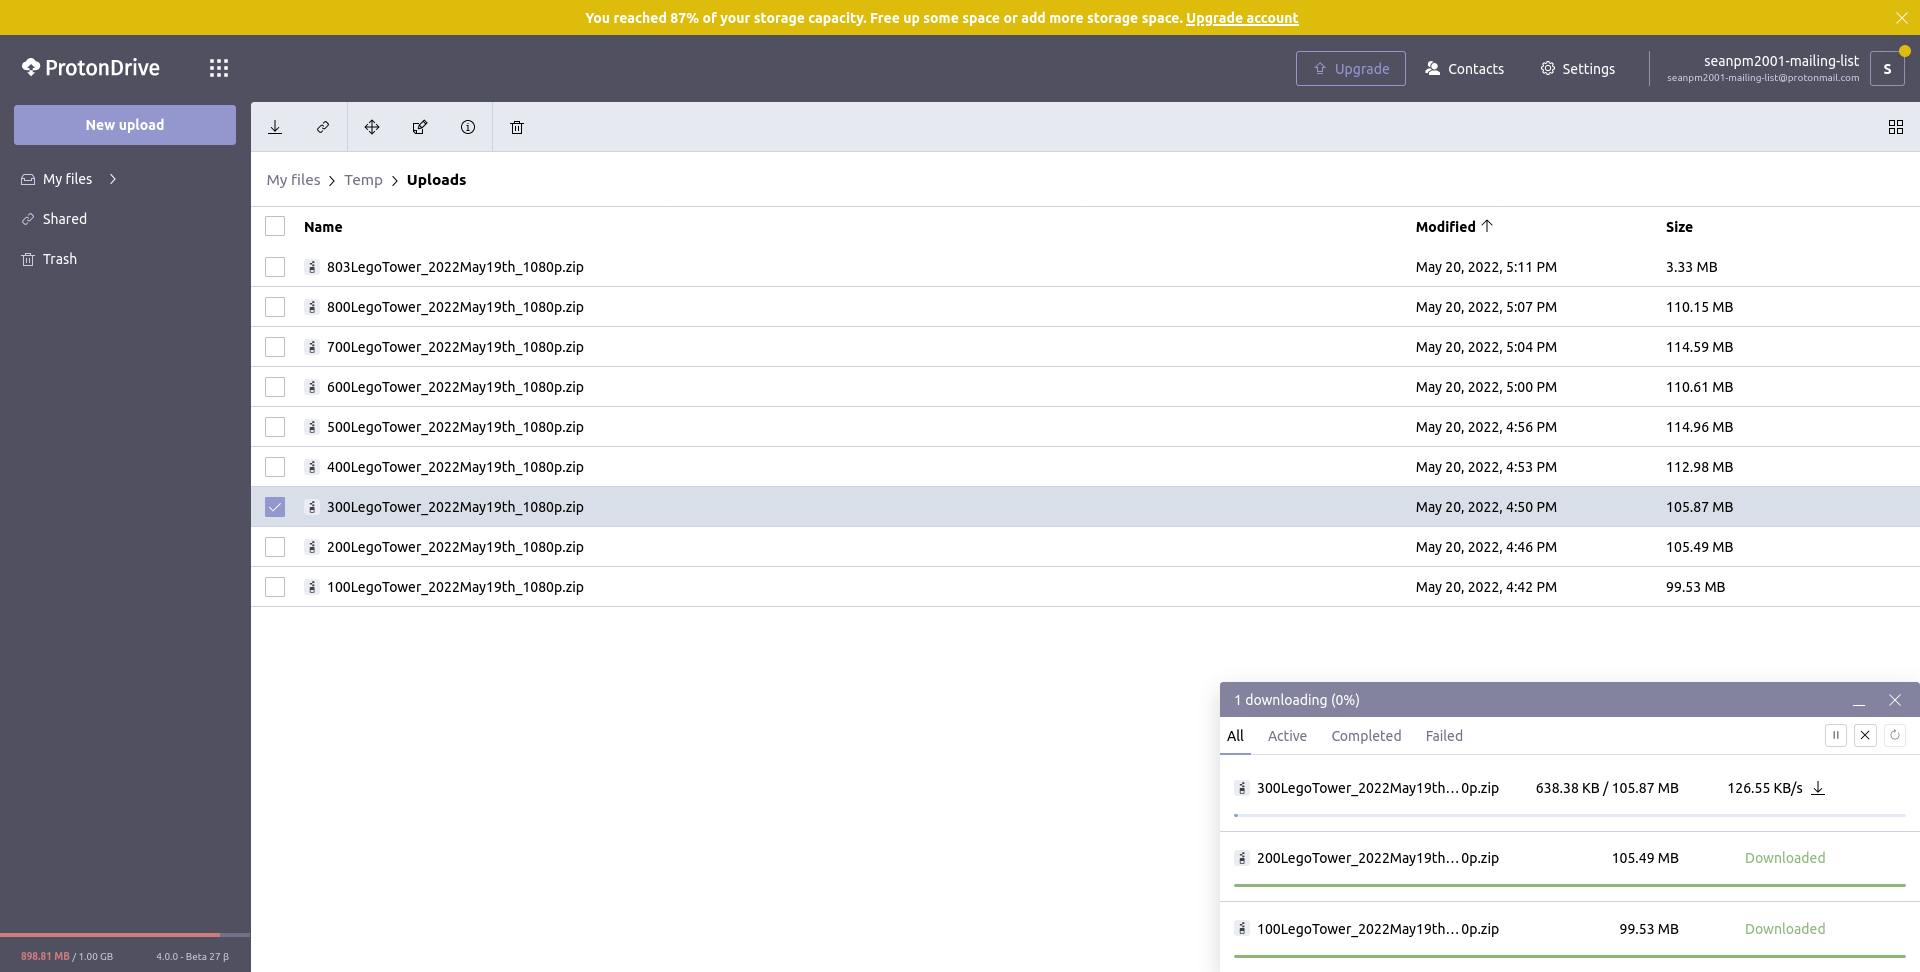 You reached 87% of your storage capacity. Free up some space or add more storage space. Upgrade account
ProtonDrive
Upgrade
Contacts
Settings
seanpm2001-mailing-list
seanpm2001-mailing-list@protonmail.com
S
New upload
My files
Shared
Trash
My files > Temp > Uploads
Name Modified Size
803LegoTower_2022May19th_1080p.zip May 20, 2022, 5:11 PM 3.33 MB
800LegoTower_2022May19th_1080p.zip May 20, 2022, 5:07 PM 110.15 MB
700LegoTower_2022May19th_1080p.zip May 20, 2022, 5:04 PM 114.59 MB
600LegoTower_2022May19th_1080p.zip May 20, 2022, 5:00 PM 110.61 MB
500LegoTower_2022May19th_1080p.zip May 20, 2022, 4:56 PM 114.96 MB
400LegoTower_2022May19th_1080p.zip May 20, 2022, 4:53 PM 112.98 MB
300LegoTower_2022May19th_1080p.zip May 20, 2022, 4:50 PM 105.87 MB
200LegoTower_2022May19th_1080p.zip May 20, 2022, 4:46 PM 105.49 MB
100LegoTower_2022May19th_1080p.zip May 20, 2022, 4:42 PM 99.53 MB
1 downloading (0%)
All Active Completed Failed
300LegoTower_2022May19th...0p.zip 638.38 KB / 105.87 MB 126.55 KB/s
200LegoTower_2022May19th...0p.zip 105.49 MB Downloaded
100LegoTower_2022May19th...0p.zip 99.53 MB Downloaded
898.81 MB / 1.00 GB 4.0.0 - Beta 27 β